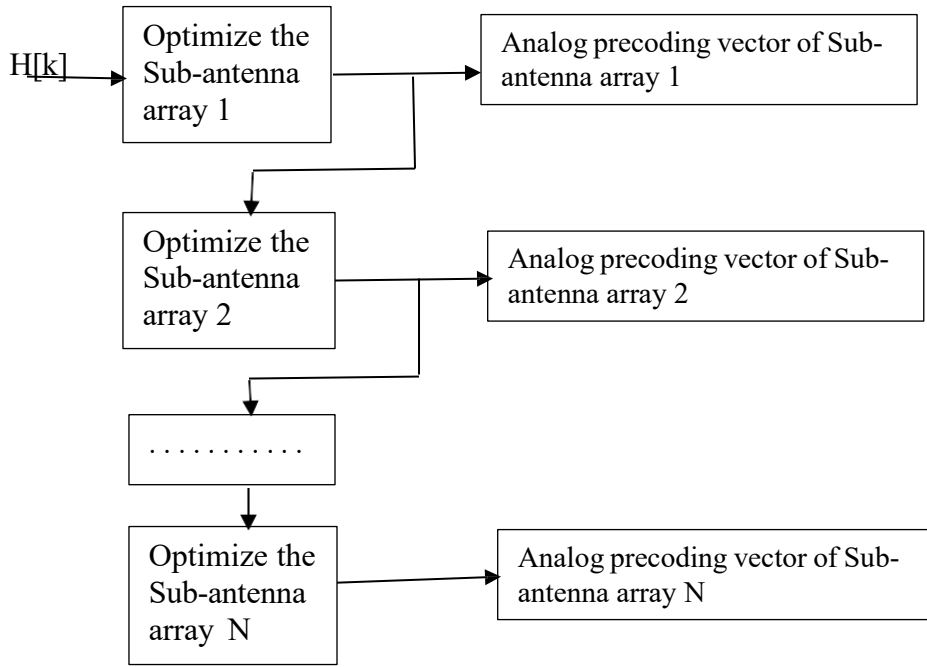 H[k]
Optimize the
Sub-antenna
array 1
Analog precoding vector of Sub-
antenna array 1
Optimize the
Sub-antenna
array 2
Analog precoding vector of Sub-
antenna array 2
. . . . . . . . . . .
Optimize the
Sub-antenna
array N
Analog precoding vector of Sub-
antenna array N